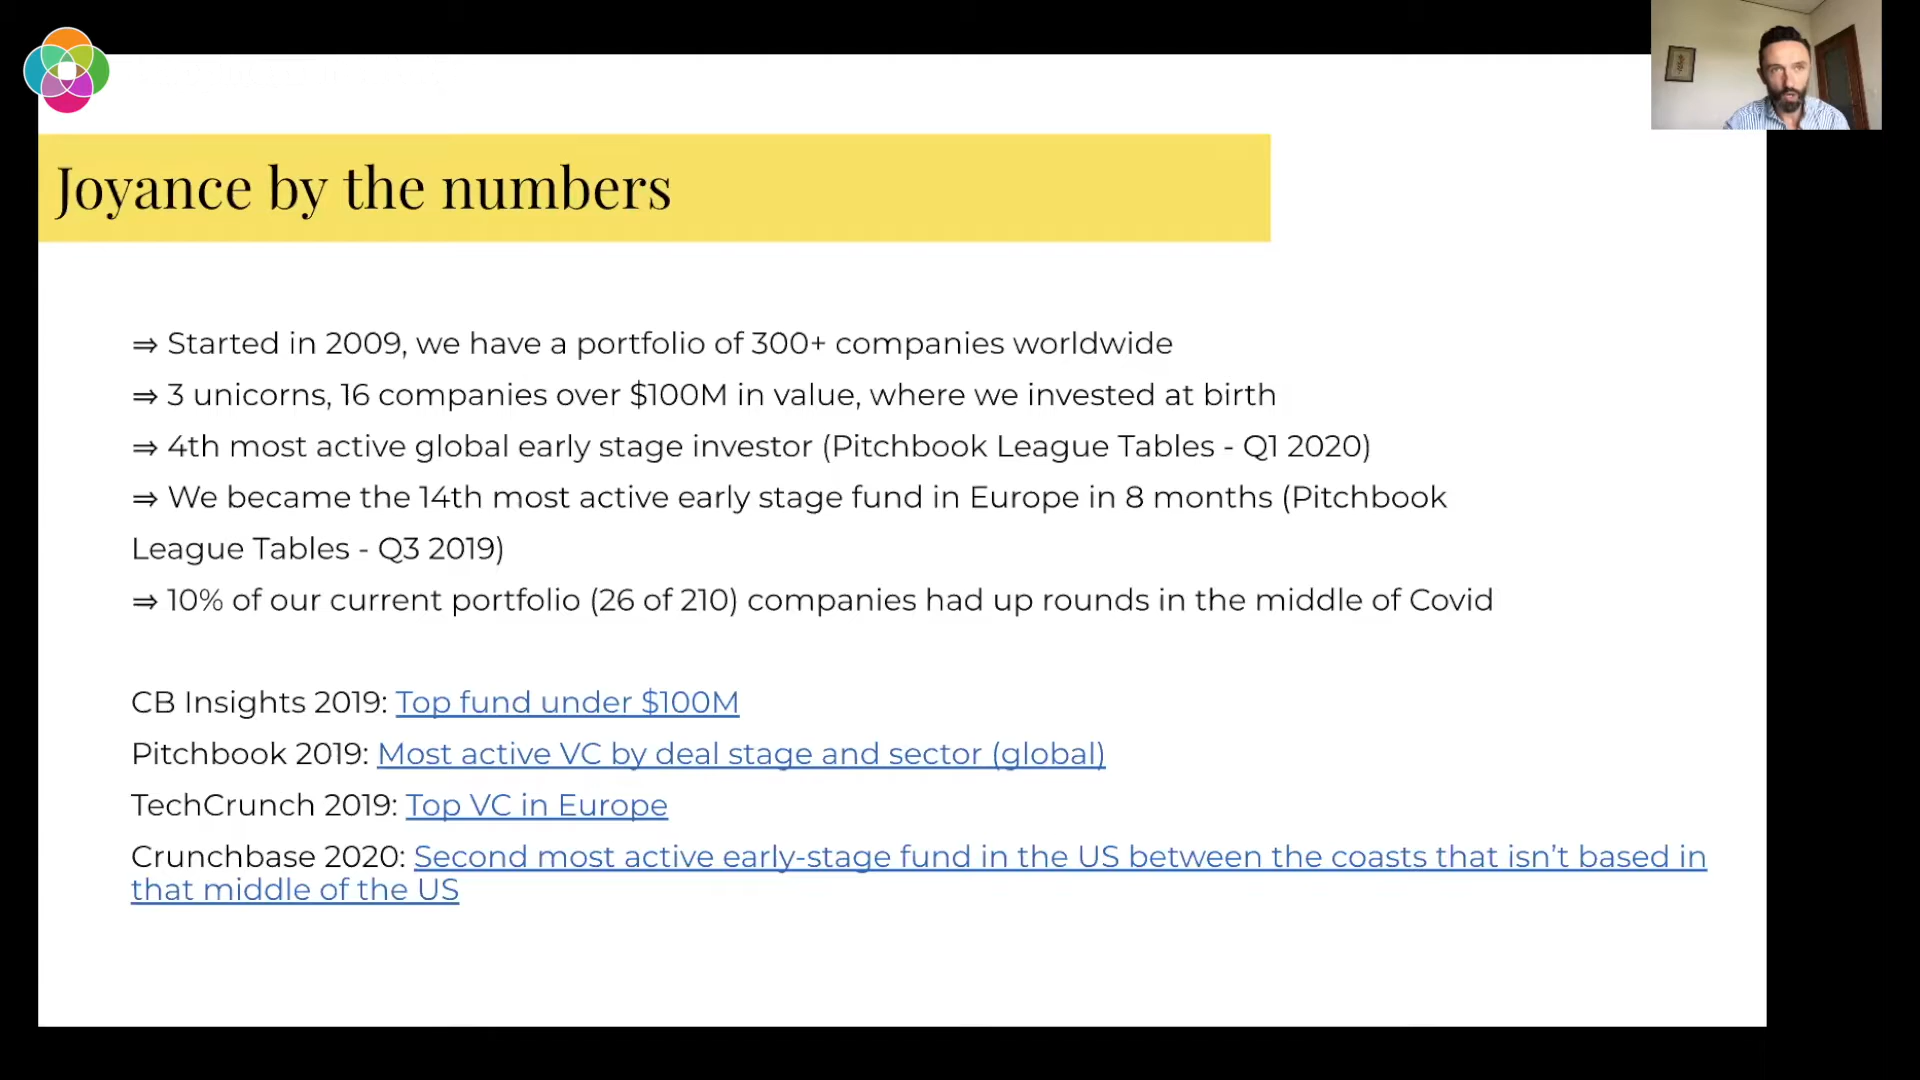 Joyance by the numbers
⇒ Started in 2009, we have a portfolio of 300+ companies worldwide
⇒ 3 unicorns, 16 companies over $100M in value, where we invested at birth
⇒ 4th most active global early stage investor (Pitchbook League Tables - Q1 2020)
⇒ We became the 14th most active early stage fund in Europe in 8 months (Pitchbook
League Tables - Q3 2019)
⇒ 10% of our current portfolio (26 of 210) companies had up rounds in the middle of Covid
CB Insights 2019: Top fund under $100M
Pitchbook 2019: Most active VC by deal stage and sector (global)
TechCrunch 2019: Top VC in Europe
Crunchbase 2020: Second most active early-stage fund in the US between the coasts that isn’t based in
that middle of the US